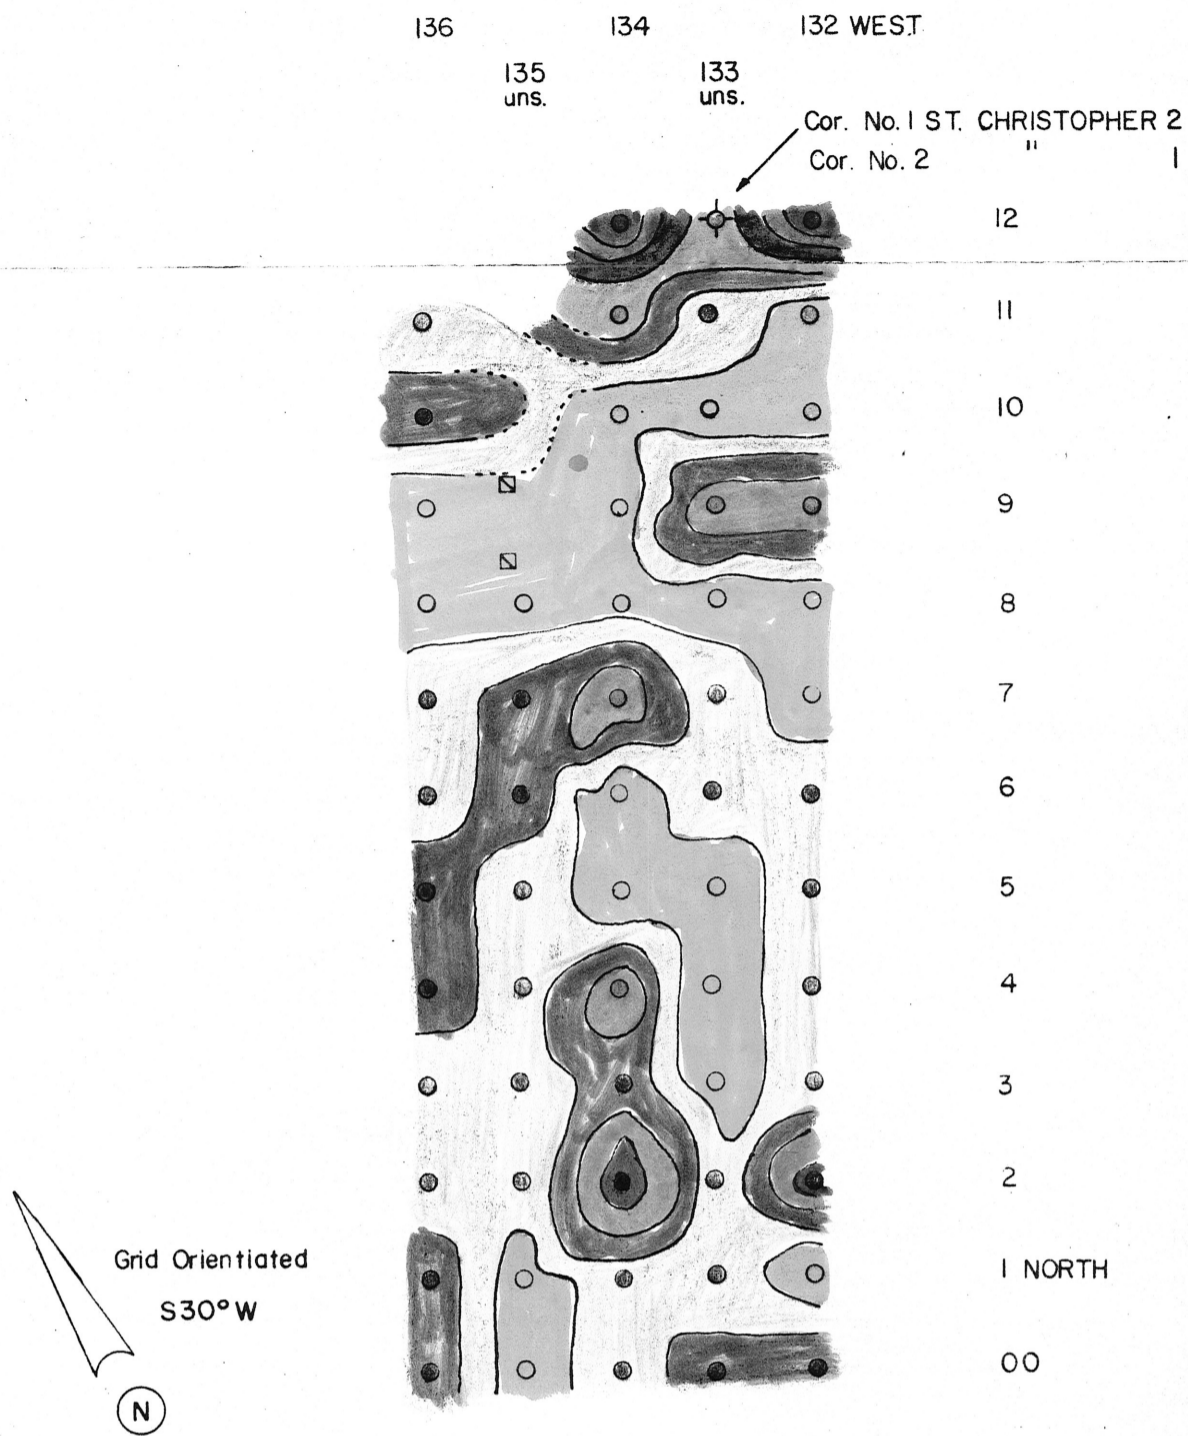 136 134 132 WEST.
135 133
uns. uns.
Cor. No. 1 ST. CHRISTOPHER 2
Cor. No. 2 " 1
12
11
10
9
8
7
6
5
4
3
2
Grid Orientiated
1 NORTH
S30°W
00
N